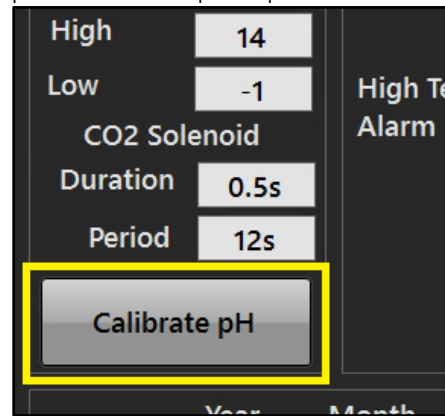 High 14
Low -1
High Te
Alarm
CO2 Solenoid
Duration 0.5s
Period 12s
Calibrate pH
Year Month